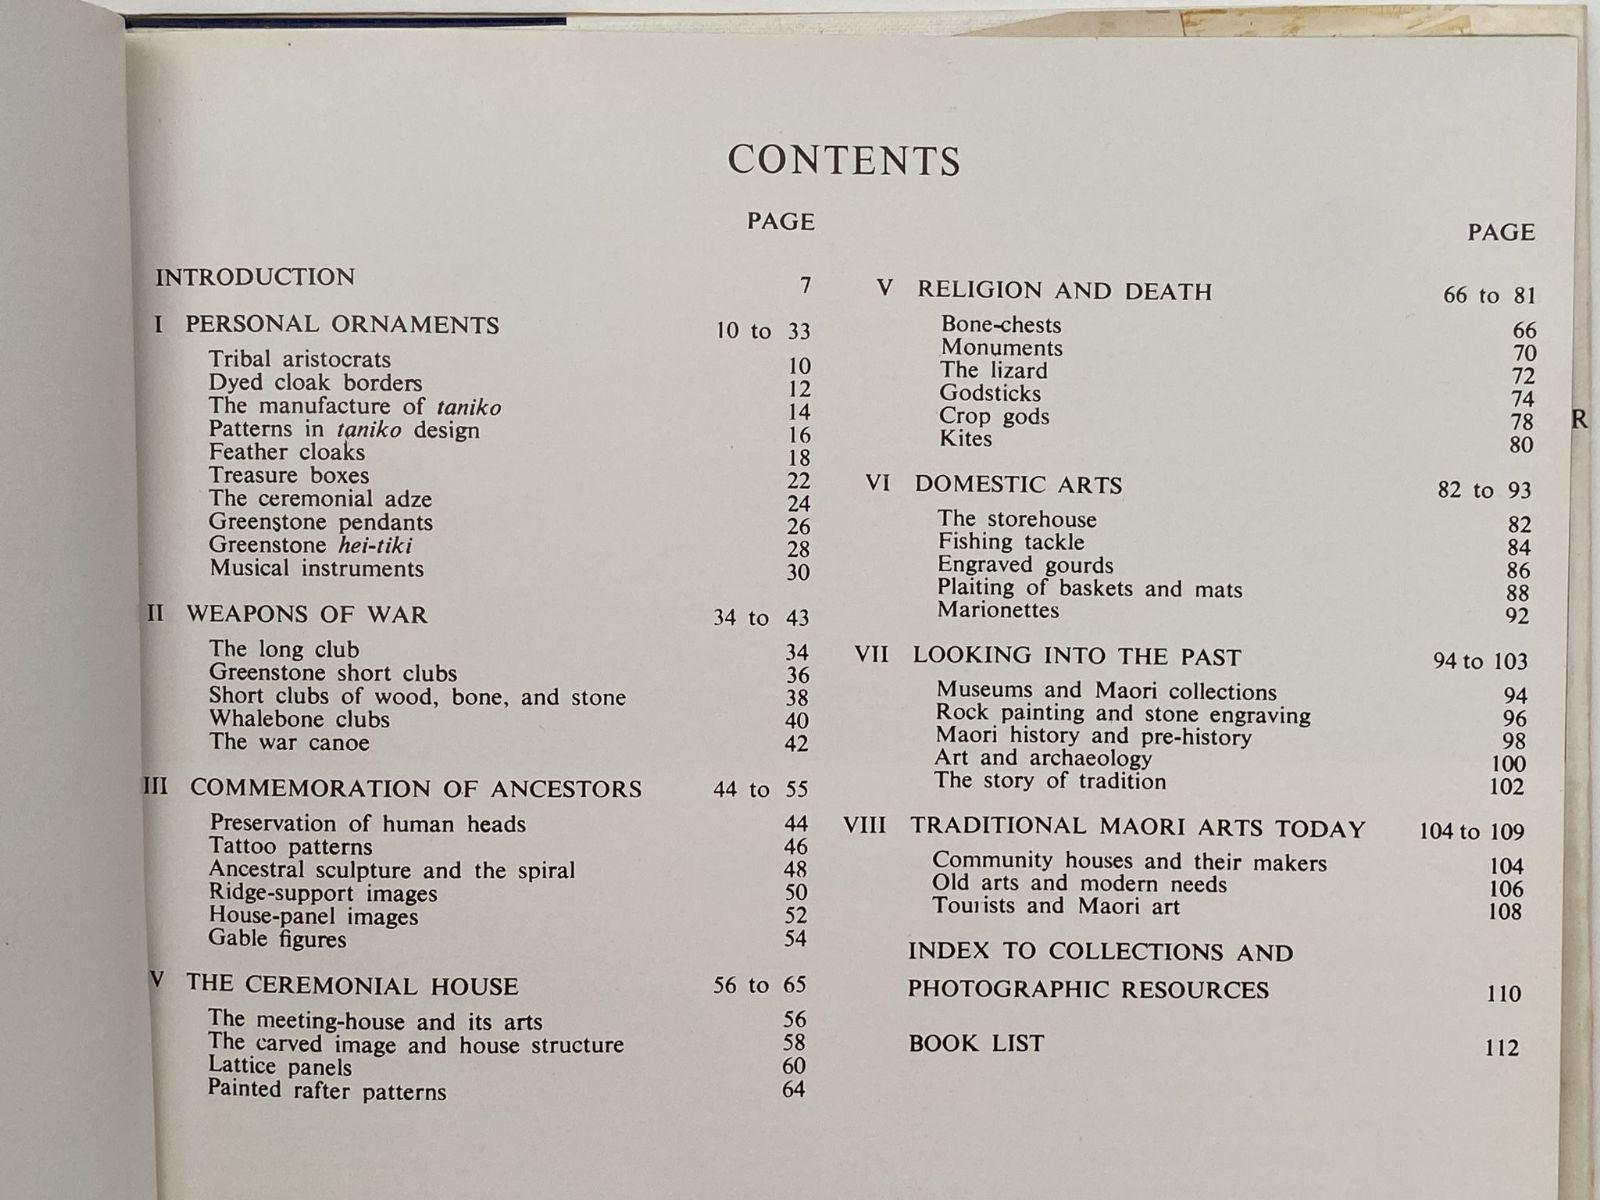 CONTENTS
PAGE
INTRODUCTION 7
I PERSONAL ORNAMENTS 10 to 33
Tribal aristocrats 10
Dyed cloak borders 12
The manufacture of taniko 14
Patterns in taniko design 16
Feather cloaks 18
Treasure boxes 22
The ceremonial adze 24
Greenstone pendants 26
Greenstone hei-tiki 28
Musical instruments 30
II WEAPONS OF WAR 34 to 43
The long club 34
Greenstone short clubs 36
Short clubs of wood, bone, and stone 38
Whalebone clubs 40
The war canoe 42
III COMMEMORATION OF ANCESTORS 44 to 55
Preservation of human heads 44
Tattoo patterns 46
Ancestral sculpture and the spiral 48
Ridge-support images 50
House-panel images 52
Gable figures 54
V THE CEREMONIAL HOUSE 56 to 65
The meeting-house and its arts 56
The carved image and house structure 58
Lattice panels 60
Painted rafter patterns 64
PAGE
V RELIGION AND DEATH 66 to 81
Bone-chests 66
Monuments 70
The lizard 72
Godsticks 74
Crop gods 78
Kites 80
VI DOMESTIC ARTS 82 to 93
The storehouse 82
Fishing tackle 84
Engraved gourds 86
Plaiting of baskets and mats 88
Marionettes 92
VII LOOKING INTO THE PAST 94 to 103
Museums and Maori collections 94
Rock painting and stone engraving 96
Maori history and pre-history 98
Art and archaeology 100
The story of tradition 102
VIII TRADITIONAL MAORI ARTS TODAY 104 to 109
Community houses and their makers 104
Old arts and modern needs 106
Tourists and Maori art 108
INDEX TO COLLECTIONS AND
PHOTOGRAPHIC RESOURCES 110
BOOK LIST 112
R